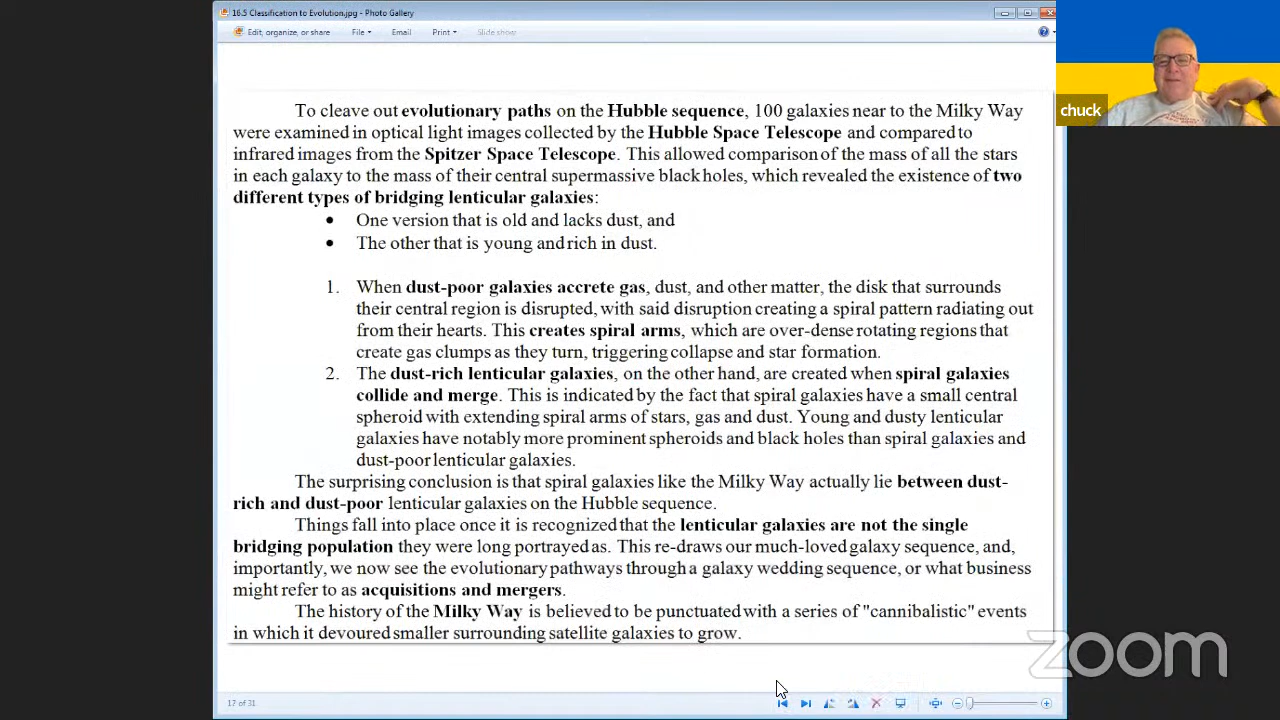 16.5 Classification to Evolution.jpg - Photo Gallery
Edit, organize, or share File Email Print Slide show
chuck
To cleave out evolutionary paths on the Hubble sequence, 100 galaxies near to the Milky Way
were examined in optical light images collected by the Hubble Space Telescope and compared to
infrared images from the Spitzer Space Telescope. This allowed comparison of the mass of all the stars
in each galaxy to the mass of their central supermassive black holes, which revealed the existence of two
different types of bridging lenticular galaxies:
• One version that is old and lacks dust, and
• The other that is young and rich in dust.
1. When dust-poor galaxies accrete gas, dust, and other matter, the disk that surrounds
their central region is disrupted, with said disruption creating a spiral pattern radiating out
from their hearts. This creates spiral arms, which are over-dense rotating regions that
create gas clumps as they turn, triggering collapse and star formation.
2. The dust-rich lenticular galaxies, on the other hand, are created when spiral galaxies
collide and merge. This is indicated by the fact that spiral galaxies have a small central
spheroid with extending spiral arms of stars, gas and dust. Young and dusty lenticular
galaxies have notably more prominent spheroids and black holes than spiral galaxies and
dust-poor lenticular galaxies.
The surprising conclusion is that spiral galaxies like the Milky Way actually lie between dust-
rich and dust-poor lenticular galaxies on the Hubble sequence.
Things fall into place once it is recognized that the lenticular galaxies are not the single
bridging population they were long portrayed as. This re-draws our much-loved galaxy sequence, and,
importantly, we now see the evolutionary pathways through a galaxy wedding sequence, or what business
might refer to as acquisitions and mergers.
The history of the Milky Way is believed to be punctuated with a series of "cannibalistic" events
in which it devoured smaller surrounding satellite galaxies to grow.
zoom
17 of 31